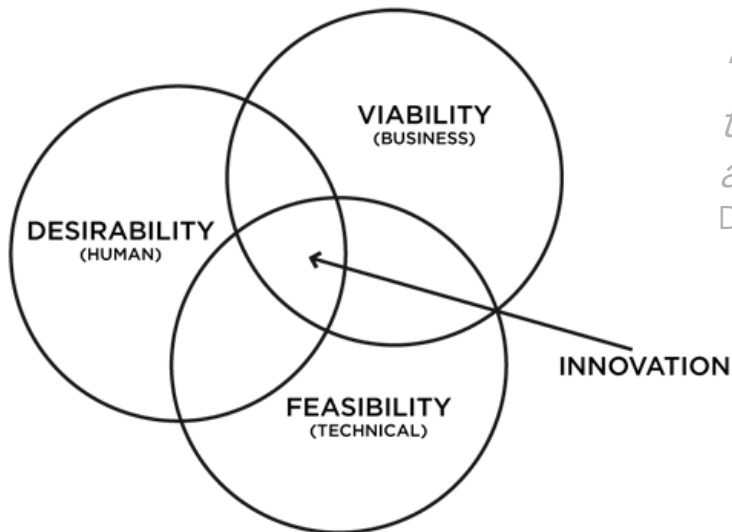 VIABILITY
(BUSINESS)
DESIRABILITY
(HUMAN)
INNOVATION
FEASIBILITY
(TECHNICAL)